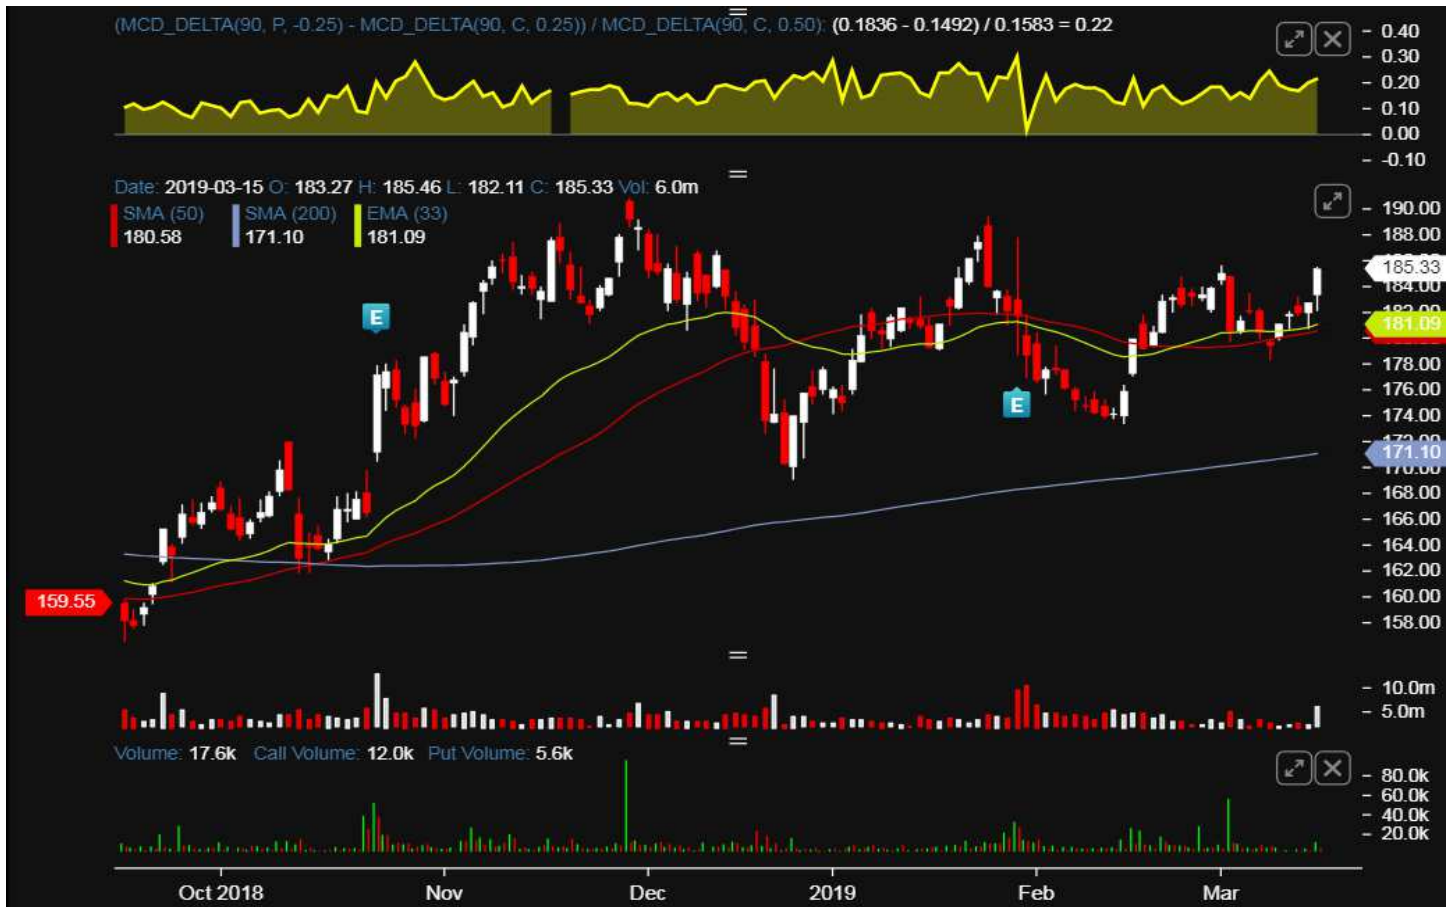 (MCD_DELTA(90, P, -0.25) - MCD_DELTA(90, C, 0.25)) / MCD_DELTA(90, C, 0.50): (0.1836 - 0.1492) / 0.1583 = 0.22
0.40
0.30
0.20
0.10
0.00
-0.10
Date: 2019-03-15 O: 183.27 H: 185.46 L: 182.11 C: 185.33 Vol: 6.0m
SMA (50) SMA (200) EMA (33)
180.58 171.10 181.09
190.00
188.00
185.33
184.00
E
181.09
178.00
176.00
E
174.00
171.10
170.00
168.00
166.00
164.00
162.00
159.55
160.00
158.00
10.0m
5.0m
Volume: 17.6k Call Volume: 12.0k Put Volume: 5.6k
80.0k
60.0k
40.0k
20.0k
Oct 2018 Nov Dec 2019 Feb Mar